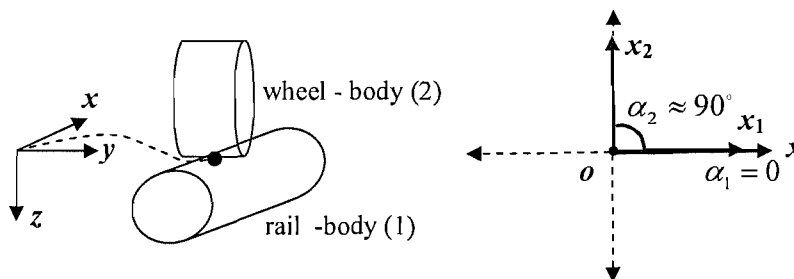 x
y
z
wheel - body (2)
rail -body (1)
x₂
α₂ ≈ 90°
x₁
x
o
α₁ = 0